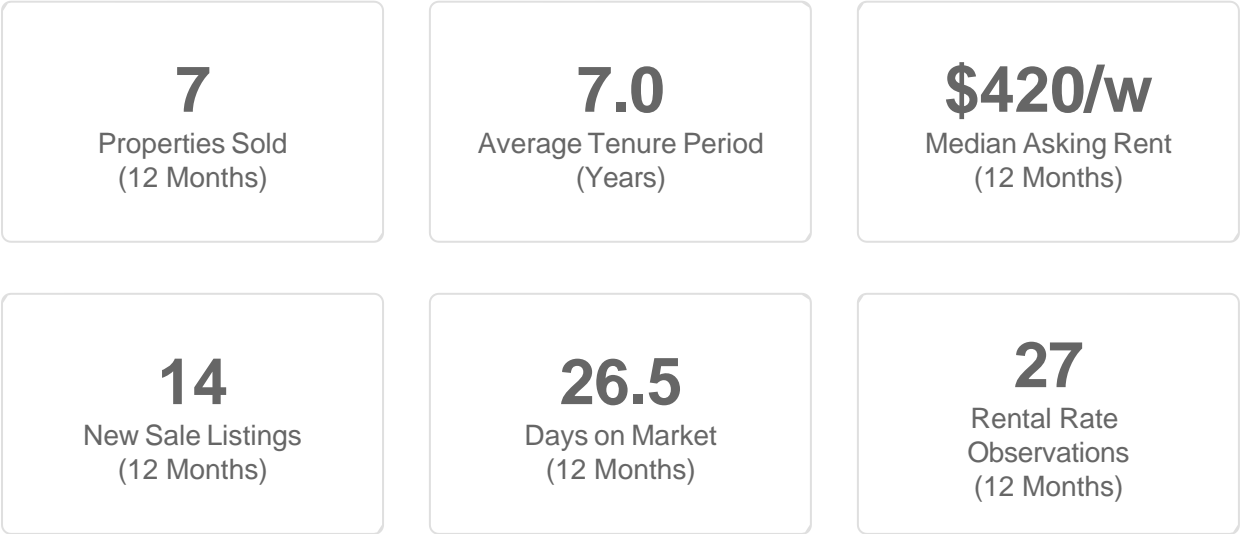 7
Properties Sold
(12 Months)
7.0
Average Tenure Period
(Years)
$420/w
Median Asking Rent
(12 Months)
14
New Sale Listings
(12 Months)
26.5
Days on Market
(12 Months)
27
Rental Rate
Observations
(12 Months)